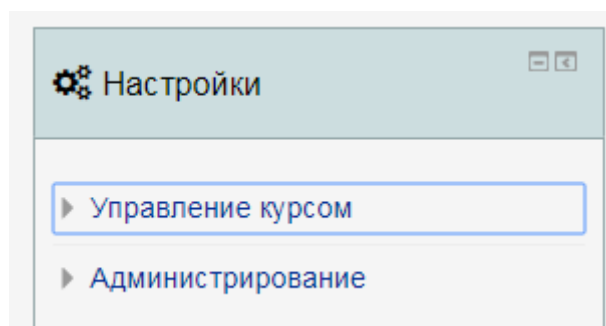 Настройки
Управление курсом
Администрирование